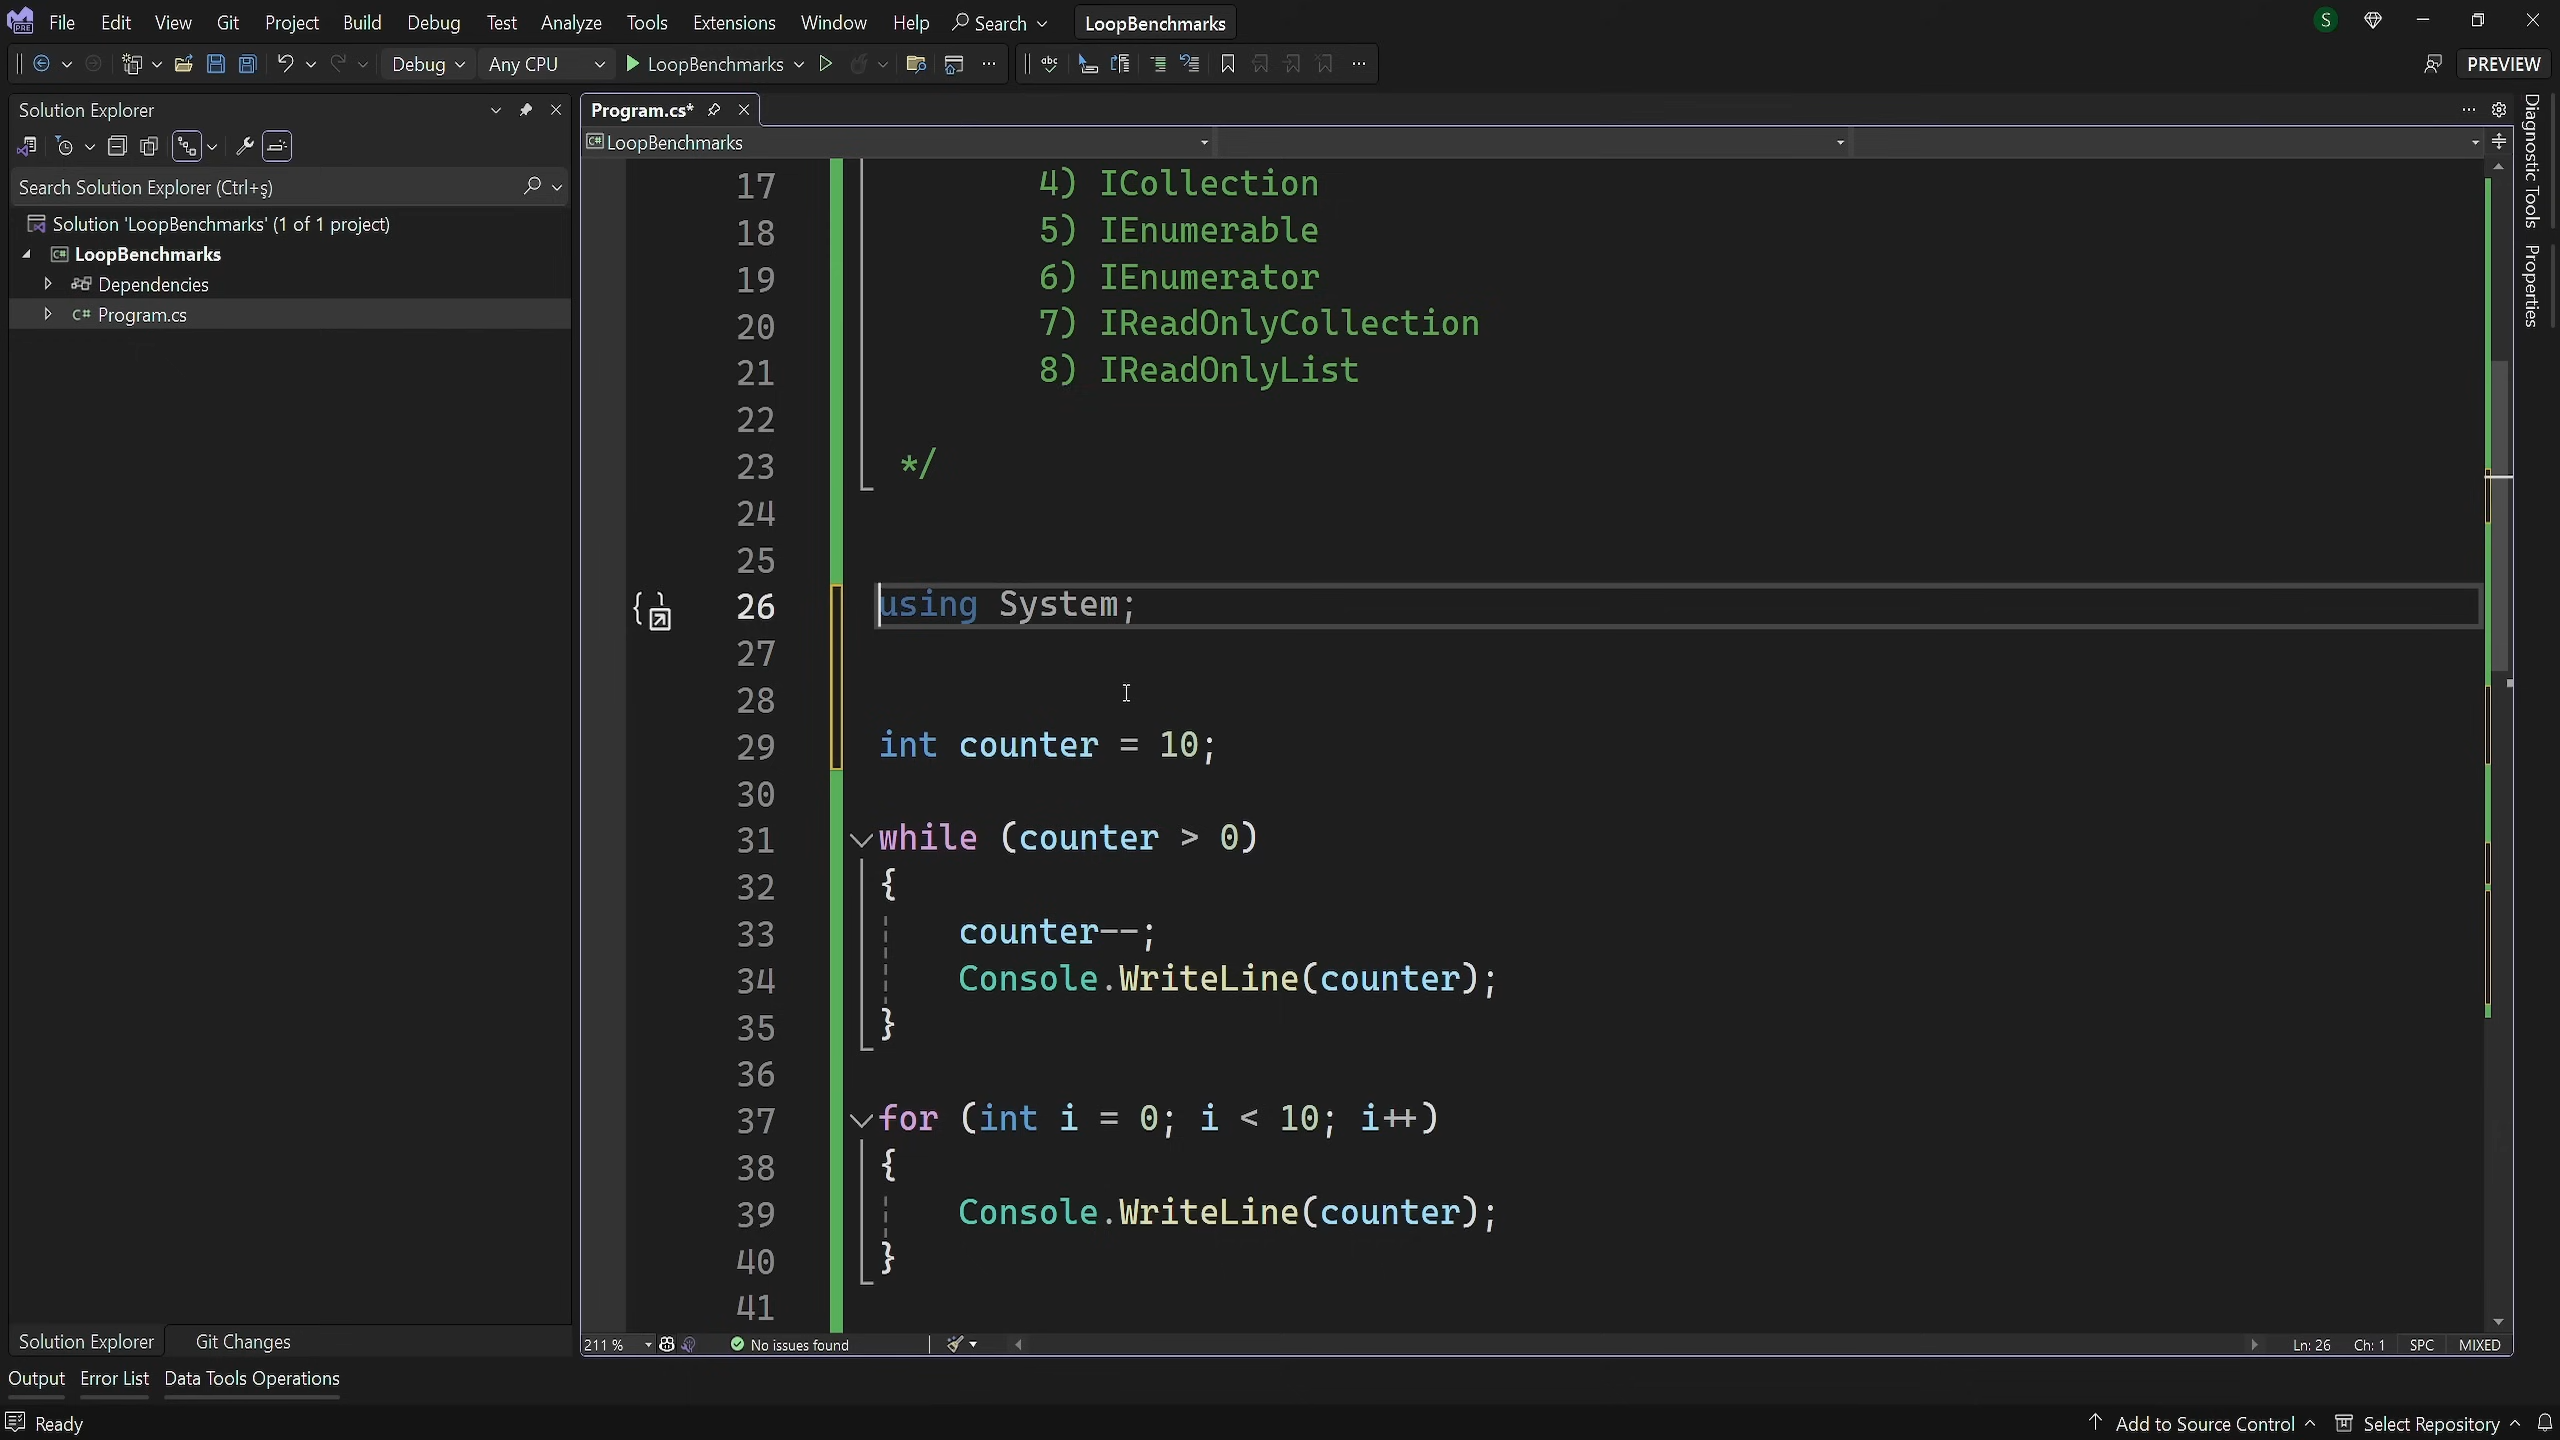 File Edit View Git Project Build Debug Test Analyze Tools Extensions Window Help Search LoopBenchmarks S
Debug Any CPU LoopBenchmarks abc PREVIEW
Solution Explorer
Search Solution Explorer (Ctrl+ş)
Solution 'LoopBenchmarks' (1 of 1 project)
LoopBenchmarks
Dependencies
C# Program.cs
Program.cs*
C# LoopBenchmarks
17 4) ICollection
18 5) IEnumerable
19 6) IEnumerator
20 7) IReadOnlyCollection
21 8) IReadOnlyList
22
23 */
24
25
26 using System;
27
28
29 int counter = 10;
30
31 while (counter > 0)
32 {
33 counter--;
34 Console.WriteLine(counter);
35 }
36
37 for (int i = 0; i < 10; i++)
38 {
39 Console.WriteLine(counter);
40 }
41
Diagnostic Tools
Properties
211 % No issues found Ln: 26 Ch: 1 SPC MIXED
Solution Explorer Git Changes
Output Error List Data Tools Operations
Ready Add to Source Control Select Repository